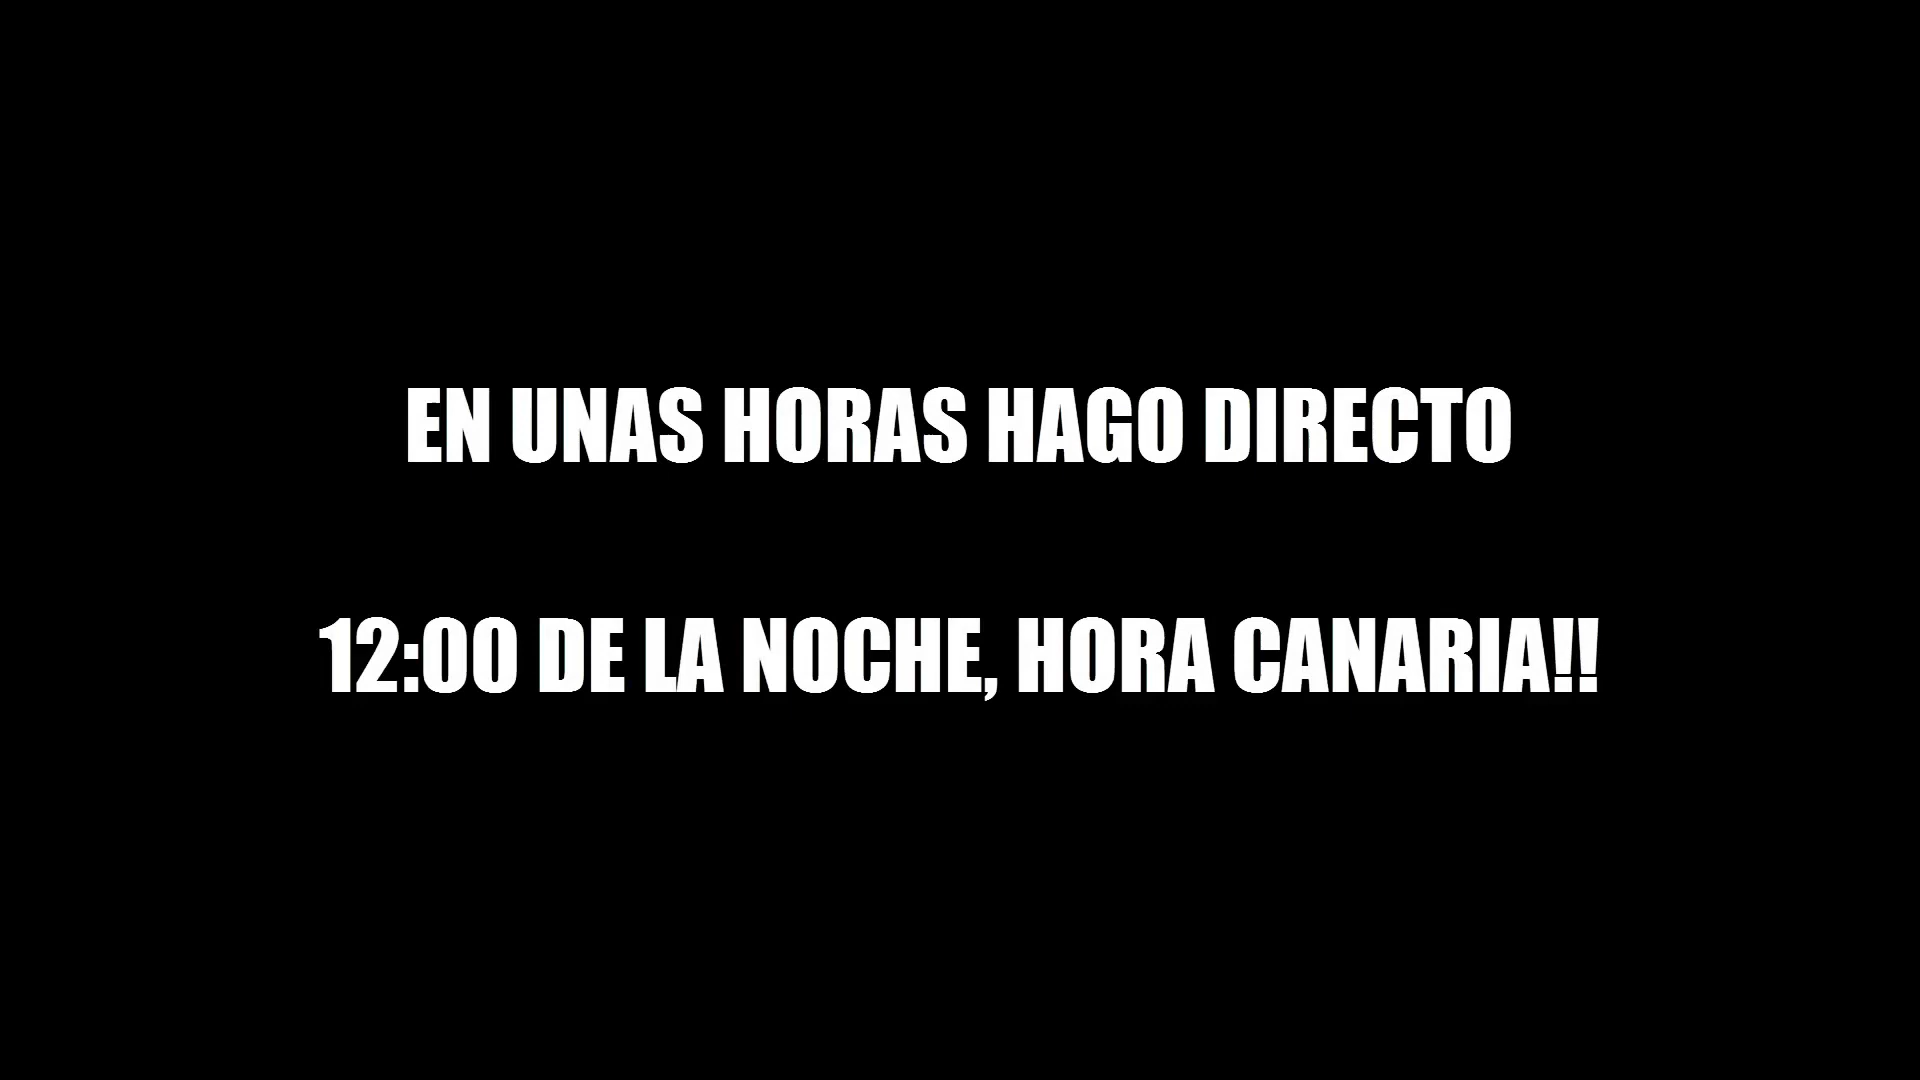 EN UNAS HORAS HAGO DIRECTO
12:00 DE LA NOCHE, HORA CANARIA!!